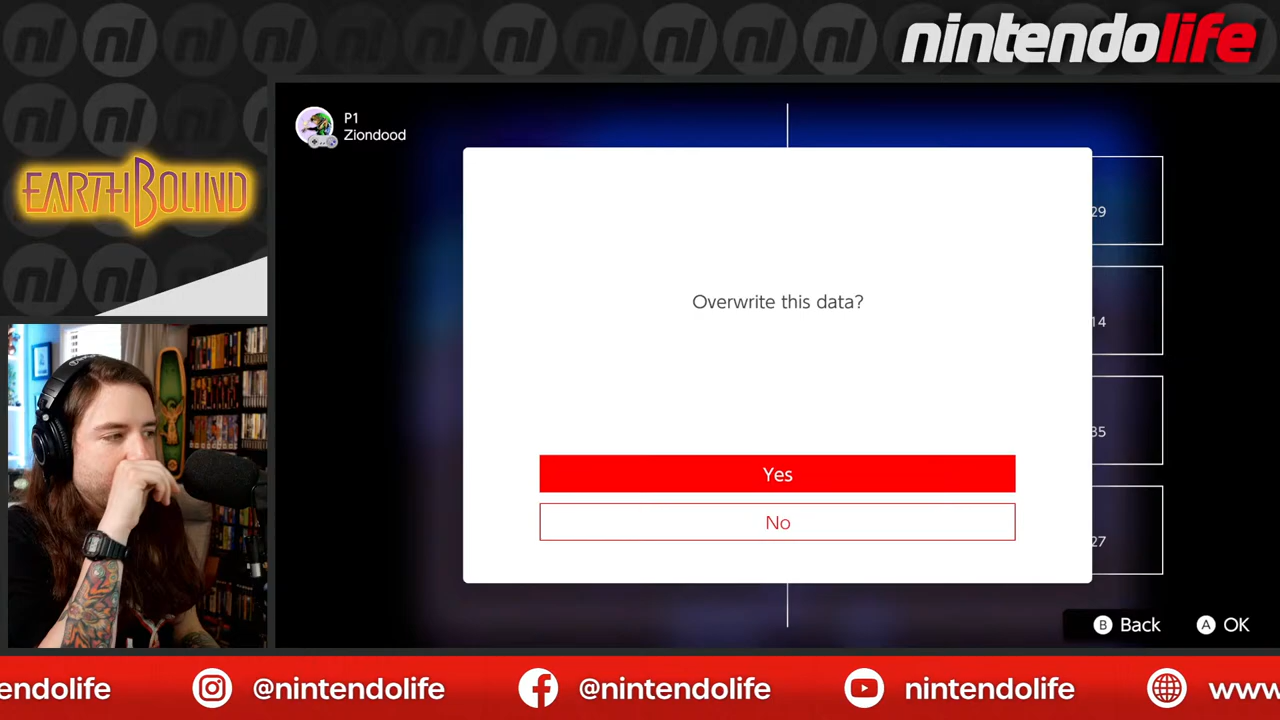 nintendolife
P1
Ziondood
EARTHBOUND
29
Overwrite this data?
14
35
Yes
No
27
B Back
A OK
endolife
@nintendolife
@nintendolife
nintendolife
www.